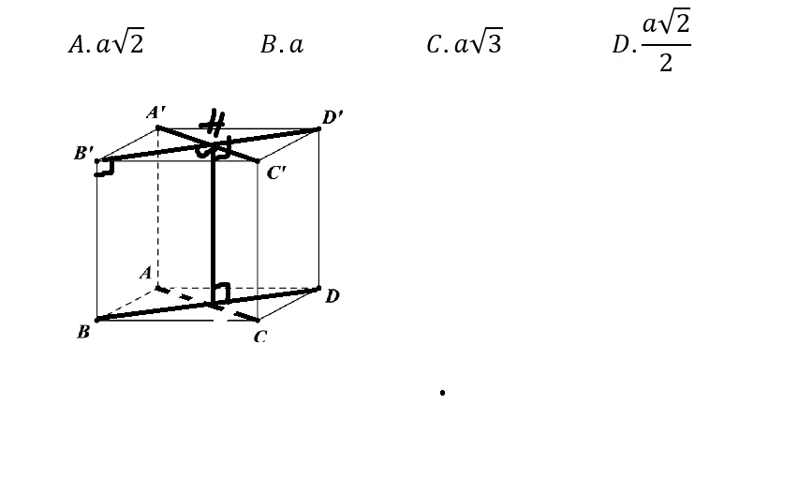 A. a√2 B. a C. a√3 D. a√2/2
A' H D'
B' C'
A D
B C